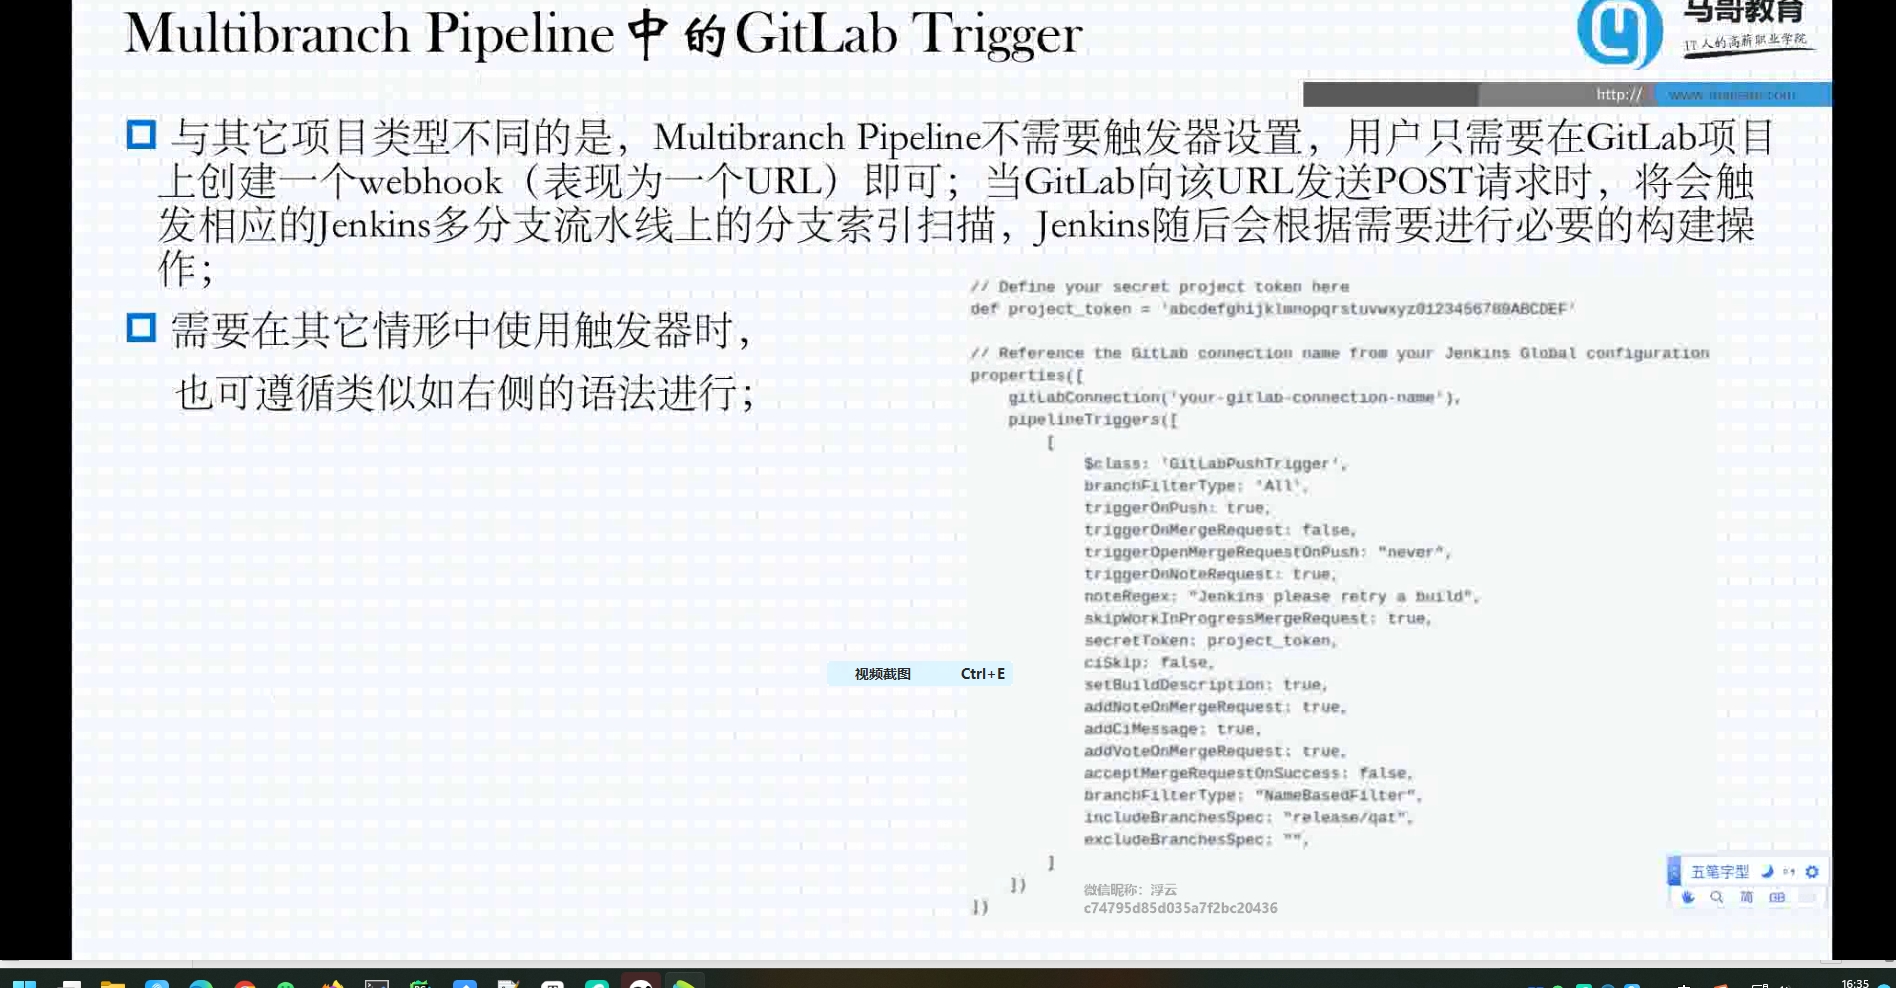 Multibranch Pipeline中的GitLab Trigger
马哥教育
IT人的高薪职业学院
http://
与其它项目类型不同的是，Multibranch Pipeline不需要触发器设置，用户只需要在GitLab项目
上创建一个webhook（表现为一个URL）即可；当GitLab向该URL发送POST请求时，将会触
发相应的Jenkins多分支流水线上的分支索引扫描，Jenkins随后会根据需要进行必要的构建操
作；
需要在其它情形中使用触发器时，
也可遵循类似如右侧的语法进行；
// Define your secret project token here
def project_token = 'abcdefghijklmnopqrstuvwxyz0123456789ABCDEF'
// Reference the GitLab connection name from your Jenkins Global configuration
properties([
gitLabConnection('your-gitlab-connection-name'),
pipelineTriggers([
[
$class: 'GitLabPushTrigger',
branchFilterType: 'All',
triggerOnPush: true,
triggerOnMergeRequest: false,
triggerOpenMergeRequestOnPush: "never",
triggerOnNoteRequest: true,
noteRegex: "Jenkins please retry a build",
skipWorkInProgressMergeRequest: true,
secretToken: project_token,
ciSkip: false,
setBuildDescription: true,
addNoteOnMergeRequest: true,
addCiMessage: true,
addVoteOnMergeRequest: true,
acceptMergeRequestOnSuccess: false,
branchFilterType: "NameBasedFilter",
includeBranchesSpec: "release/qat",
excludeBranchesSpec: "",
]
])
])
视频截图 Ctrl+E
微信昵称：浮云
c74795d85d035a7f2bc20436
五笔字型
简
16:35